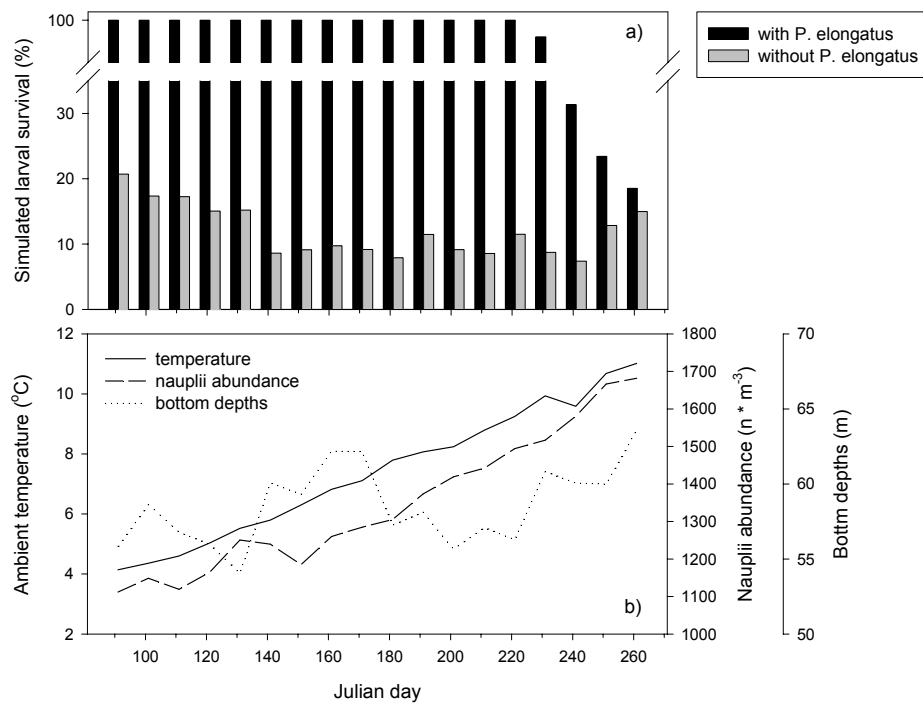 with P. elongatus
without P. elongatus
a)
Simulated larval survival (%)
100
30
20
10
0
temperature
nauplii abundance
bottom depths
b)
Ambient temperature (°C)
12
10
8
6
4
2
1800
1700
1600
1500
1400
1300
1200
1100
1000
Nauplii abundance (n * m⁻³)
70
65
60
55
50
Bottm depths (m)
100 120 140 160 180 200 220 240 260
Julian day